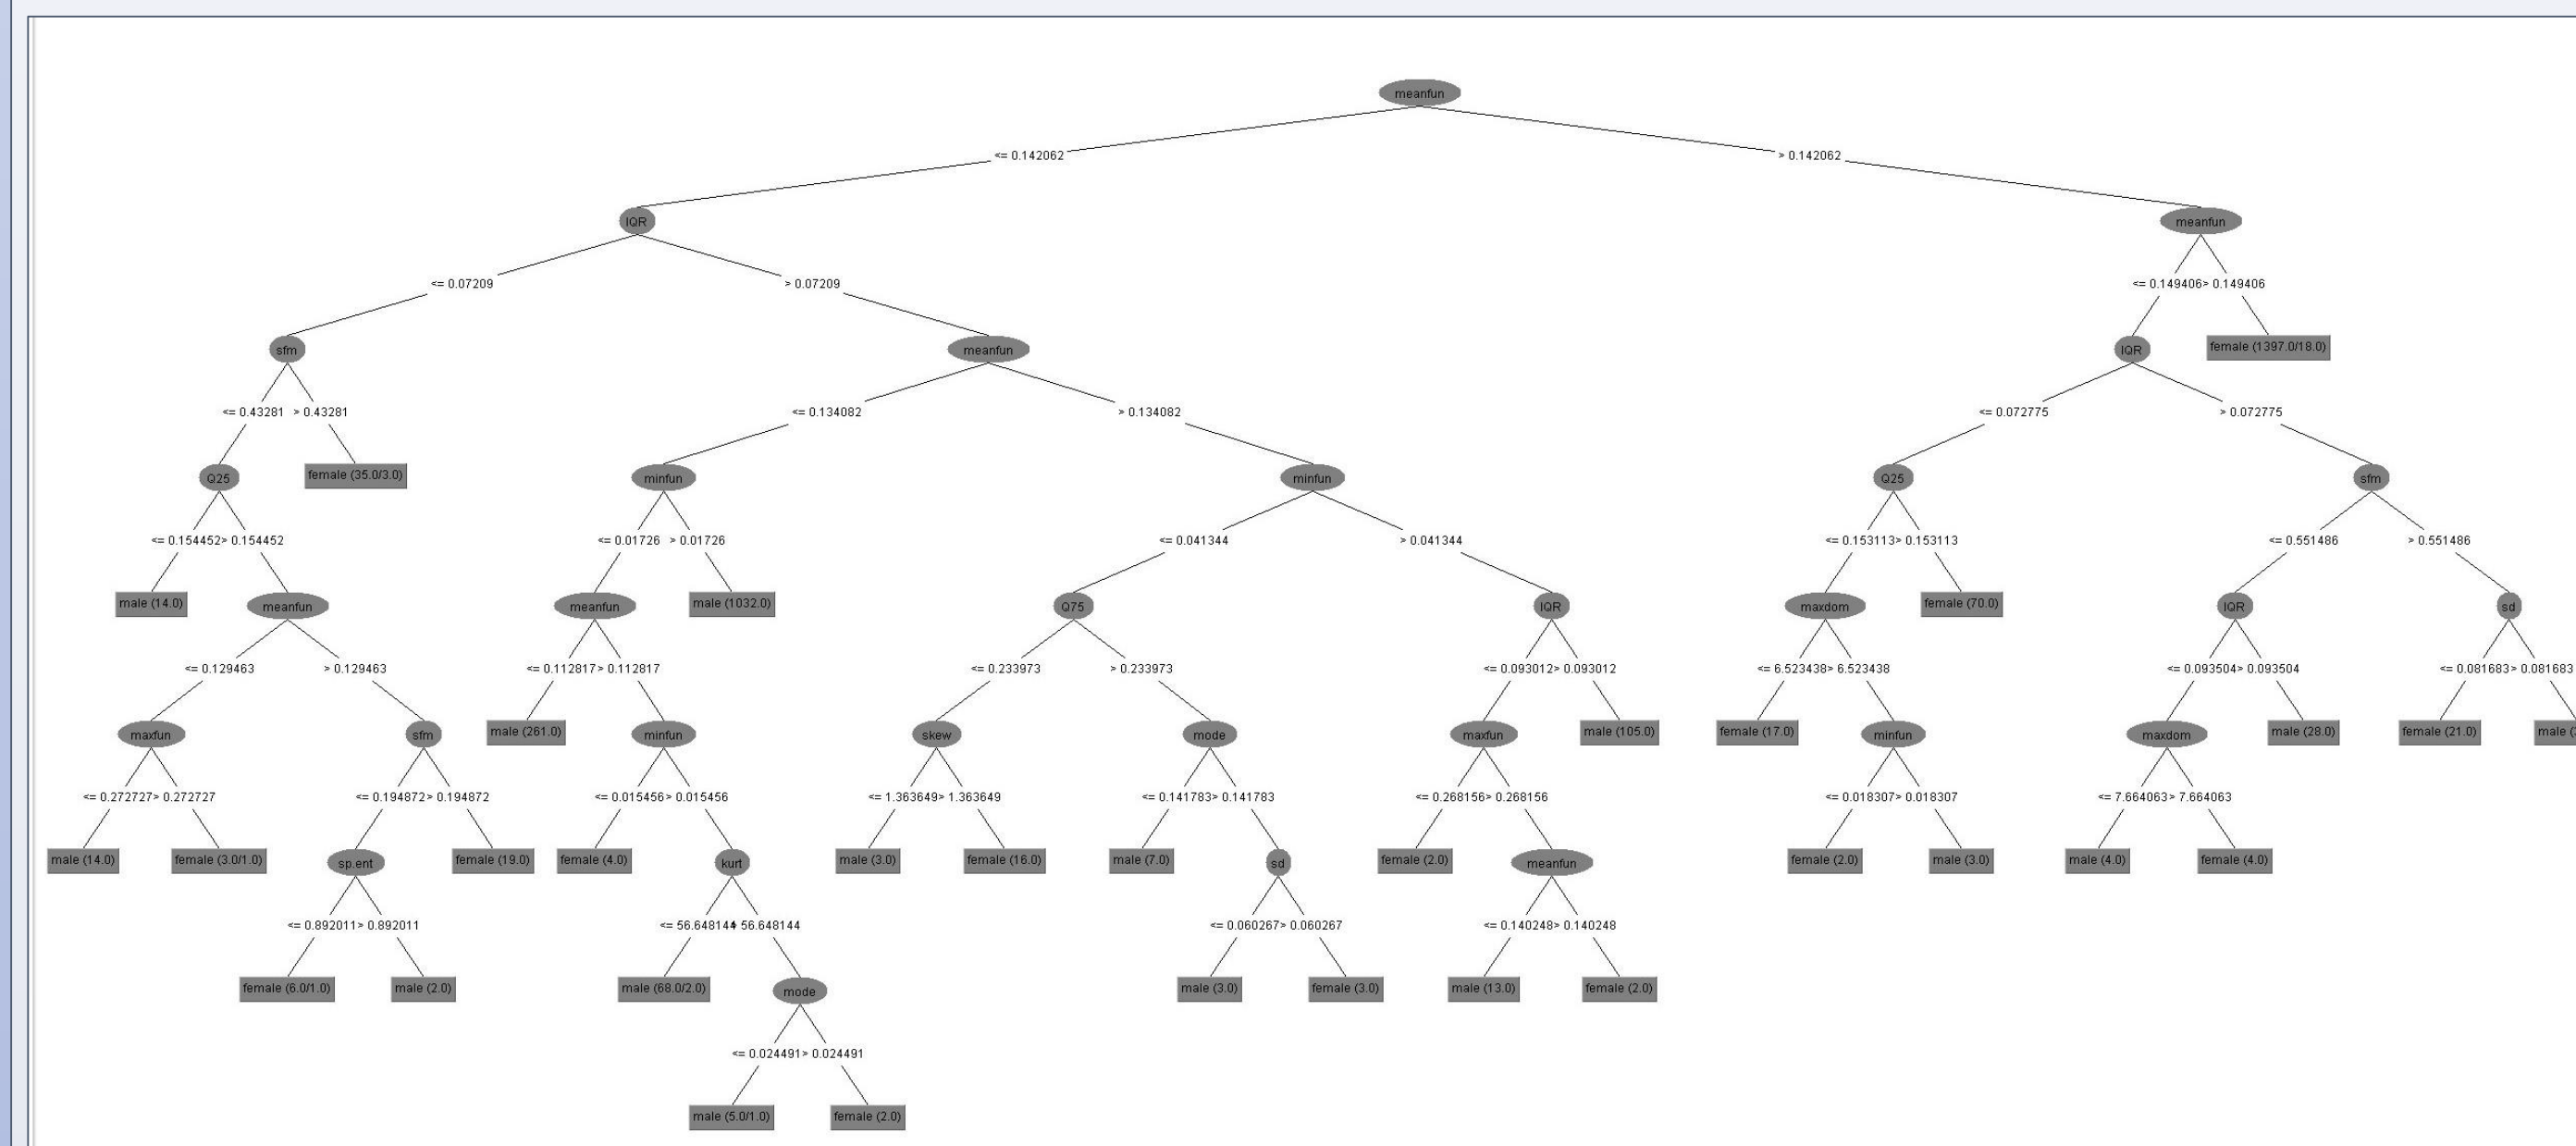 meanfun
<= 0.142062 > 0.142062
IQR meanfun
<= 0.07209 > 0.07209 <= 0.149406 > 0.149406
sfm meanfun IQR female (1397.0/18.0)
<= 0.43281 > 0.43281 <= 0.134082 > 0.134082 <= 0.072775 > 0.072775
Q25 female (35.0/3.0) minfun minfun Q25 sfm
<= 0.154452 > 0.154452 <= 0.01726 > 0.01726 <= 0.041344 > 0.041344 <= 0.153113 > 0.153113 <= 0.551486 > 0.551486
male (14.0) meanfun meanfun male (1032.0) Q75 IQR maxdom female (70.0) IQR sd
<= 0.129463 > 0.129463 <= 0.112817 > 0.112817 <= 0.233973 > 0.233973 <= 0.093012 > 0.093012 <= 6.523438 > 6.523438 <= 0.093504 > 0.093504 <= 0.081683 > 0.081683
maxfun sfm male (261.0) minfun skew mode maxfun male (105.0) female (17.0) minfun maxdom male (28.0) female (21.0) male
<= 0.272727 > 0.272727 <= 0.194872 > 0.194872 <= 0.015456 > 0.015456 <= 1.363649 > 1.363649 <= 0.141783 > 0.141783 <= 0.268156 > 0.268156 <= 0.018307 > 0.018307 <= 7.664063 > 7.664063
male (14.0) female (3.0/1.0) sp.ent female (19.0) female (4.0) kurt male (3.0) female (16.0) male (7.0) sd female (2.0) meanfun female (2.0) male (3.0) male (4.0) female (4.0)
<= 0.892011 > 0.892011 <= 56.648144 > 56.648144 <= 0.060267 > 0.060267 <= 0.140248 > 0.140248
female (6.0/1.0) male (2.0) male (68.0/2.0) mode male (3.0) female (3.0) male (13.0) female (2.0)
<= 0.024491 > 0.024491
male (5.0/1.0) female (2.0)